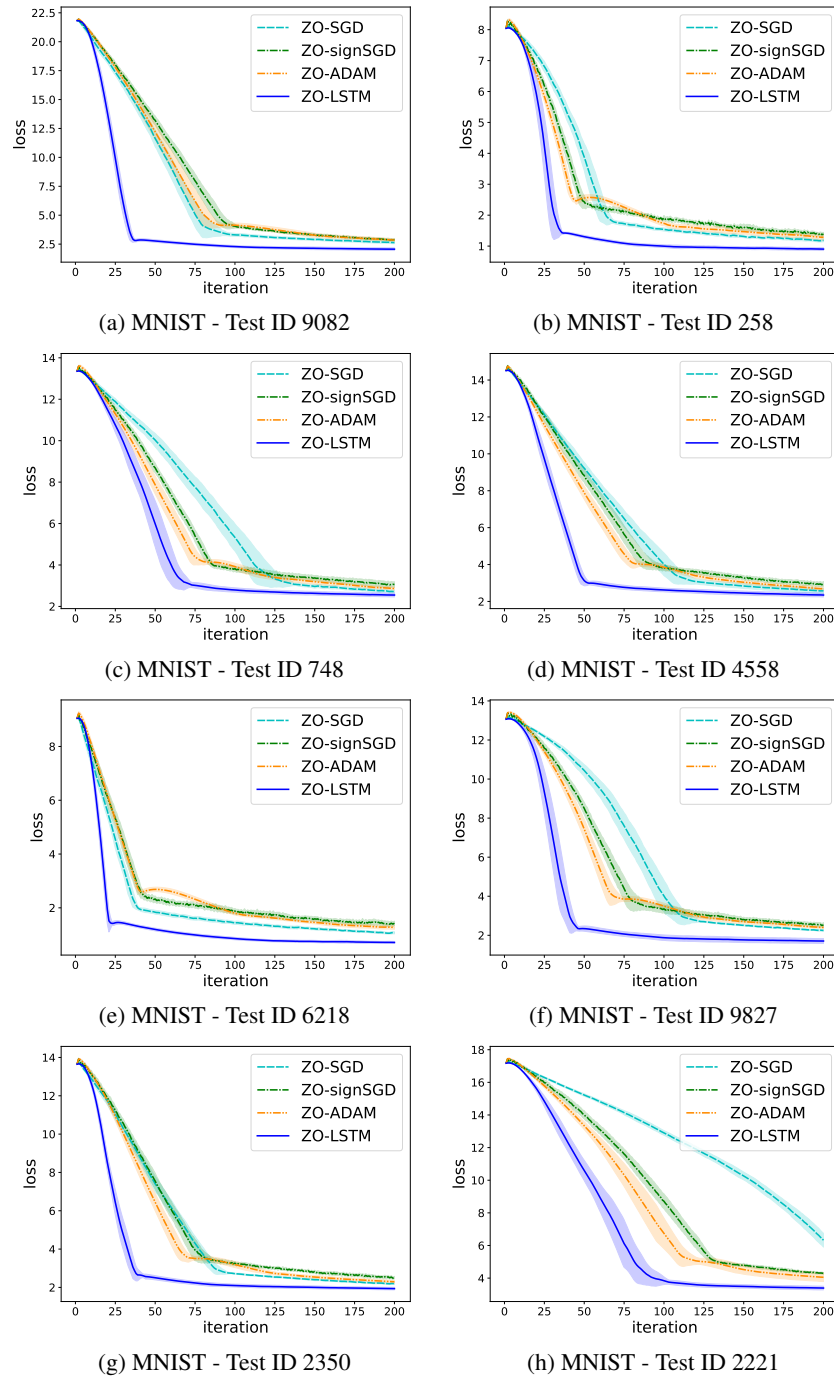 22.5
20.0
17.5
15.0
12.5
10.0
7.5
5.0
2.5
loss
0 25 50 75 100 125 150 175 200
iteration
ZO-SGD
ZO-signSGD
ZO-ADAM
ZO-LSTM
(a) MNIST - Test ID 9082
8
7
6
5
4
3
2
1
loss
0 25 50 75 100 125 150 175 200
iteration
ZO-SGD
ZO-signSGD
ZO-ADAM
ZO-LSTM
(b) MNIST - Test ID 258
14
12
10
8
6
4
2
loss
0 25 50 75 100 125 150 175 200
iteration
ZO-SGD
ZO-signSGD
ZO-ADAM
ZO-LSTM
(c) MNIST - Test ID 748
14
12
10
8
6
4
2
loss
0 25 50 75 100 125 150 175 200
iteration
ZO-SGD
ZO-signSGD
ZO-ADAM
ZO-LSTM
(d) MNIST - Test ID 4558
8
6
4
2
loss
0 25 50 75 100 125 150 175 200
iteration
ZO-SGD
ZO-signSGD
ZO-ADAM
ZO-LSTM
(e) MNIST - Test ID 6218
14
12
10
8
6
4
2
loss
0 25 50 75 100 125 150 175 200
iteration
ZO-SGD
ZO-signSGD
ZO-ADAM
ZO-LSTM
(f) MNIST - Test ID 9827
14
12
10
8
6
4
2
loss
0 25 50 75 100 125 150 175 200
iteration
ZO-SGD
ZO-signSGD
ZO-ADAM
ZO-LSTM
(g) MNIST - Test ID 2350
18
16
14
12
10
8
6
4
loss
0 25 50 75 100 125 150 175 200
iteration
ZO-SGD
ZO-signSGD
ZO-ADAM
ZO-LSTM
(h) MNIST - Test ID 2221